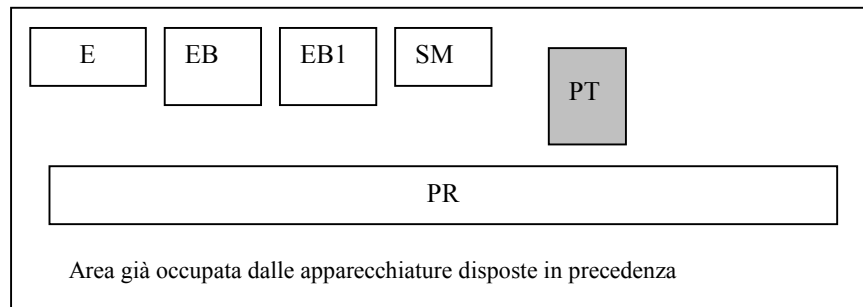 E
EB
EB1
SM
PT
PR
Area già occupata dalle apparecchiature disposte in precedenza